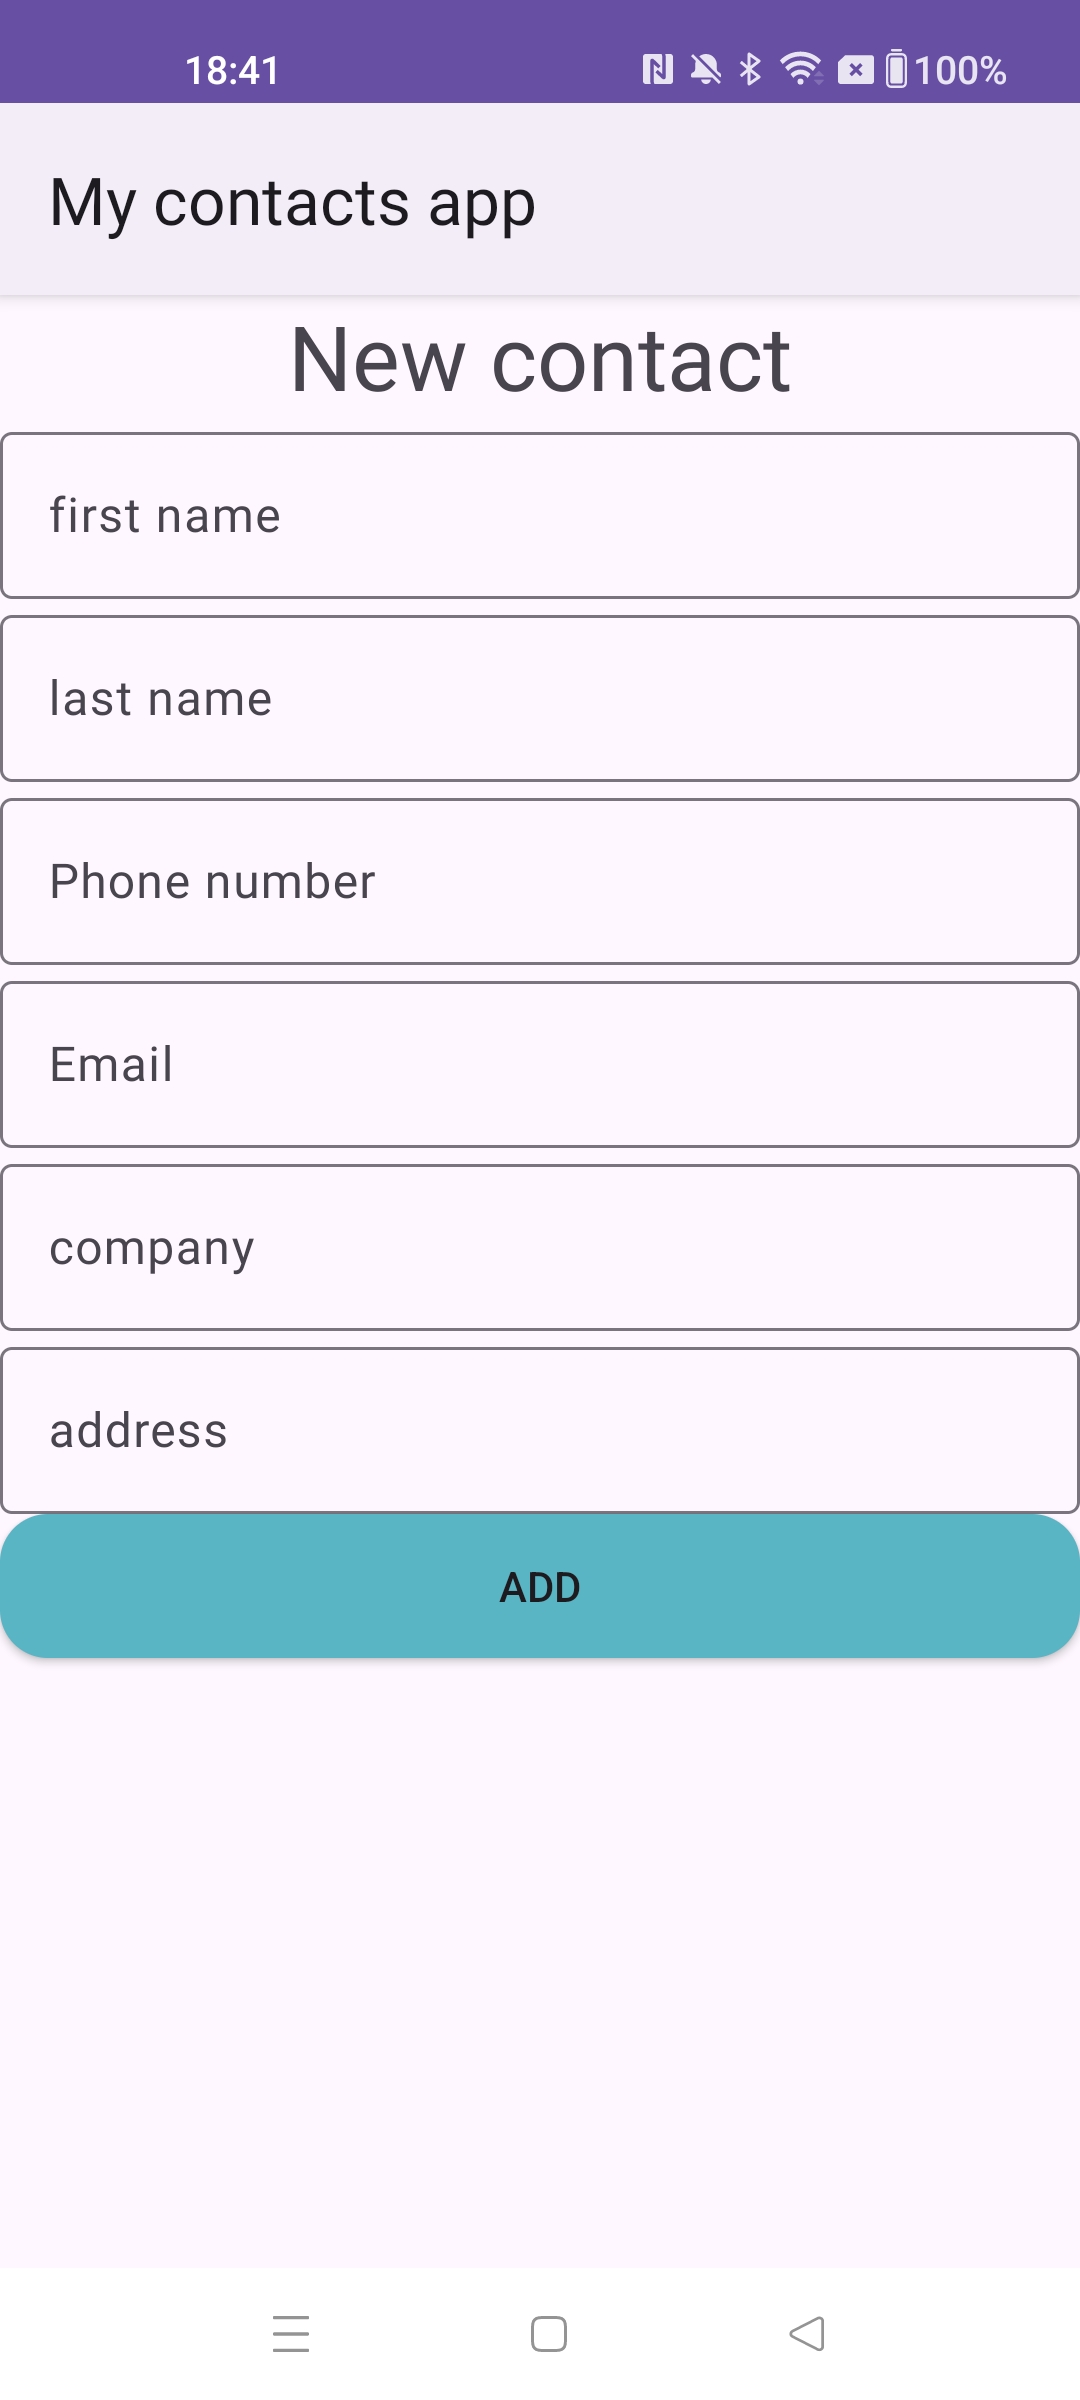 18:41 100%
My contacts app
New contact
first name
last name
Phone number
Email
company
address
ADD